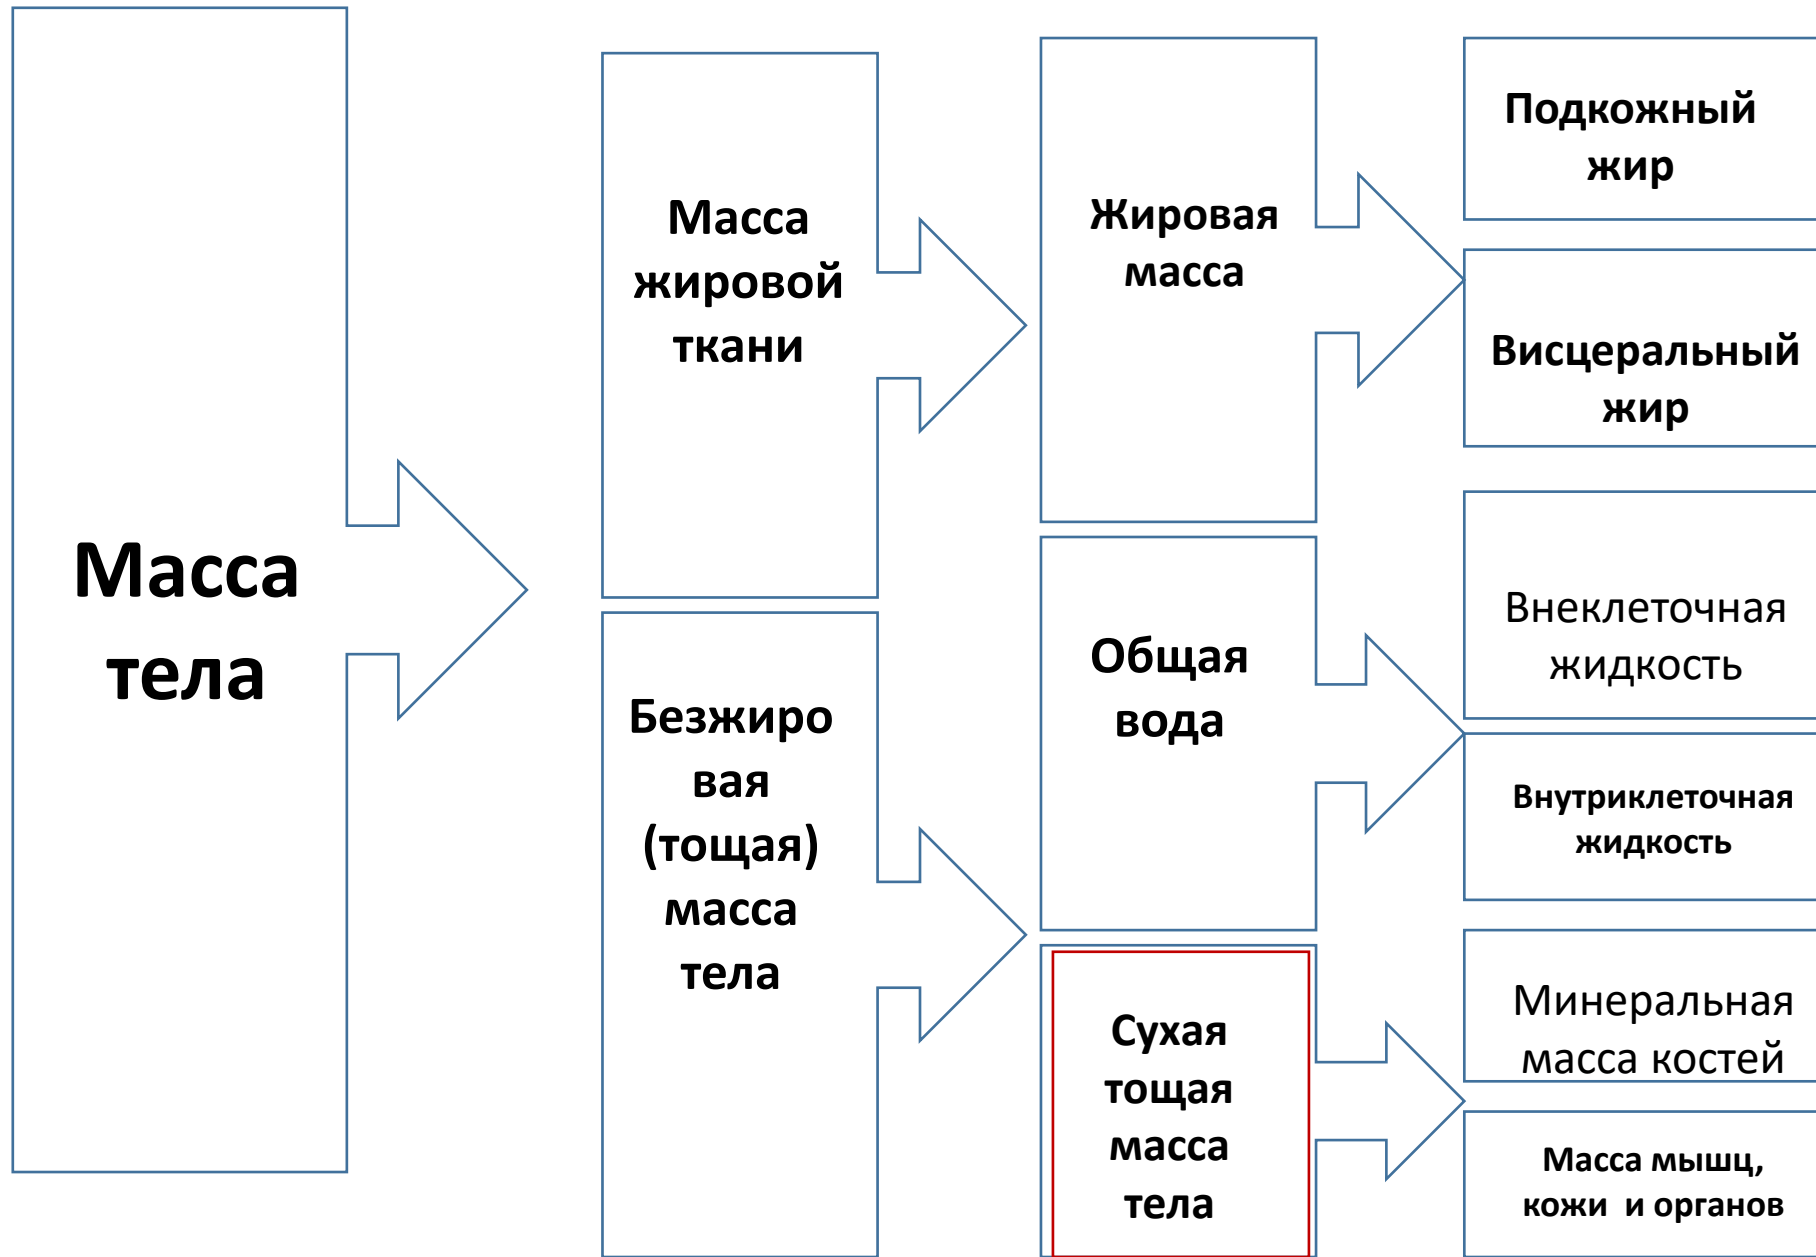 Масса
тела
Масса
жировой
ткани
Безжиро
вая
(тощая)
масса
тела
Жировая
масса
Общая
вода
Сухая
тощая
масса
тела
Подкожный
жир
Висцеральный
жир
Внеклеточная
жидкость
Внутриклеточная
жидкость
Минеральная
масса костей
Масса мышц,
кожи и органов